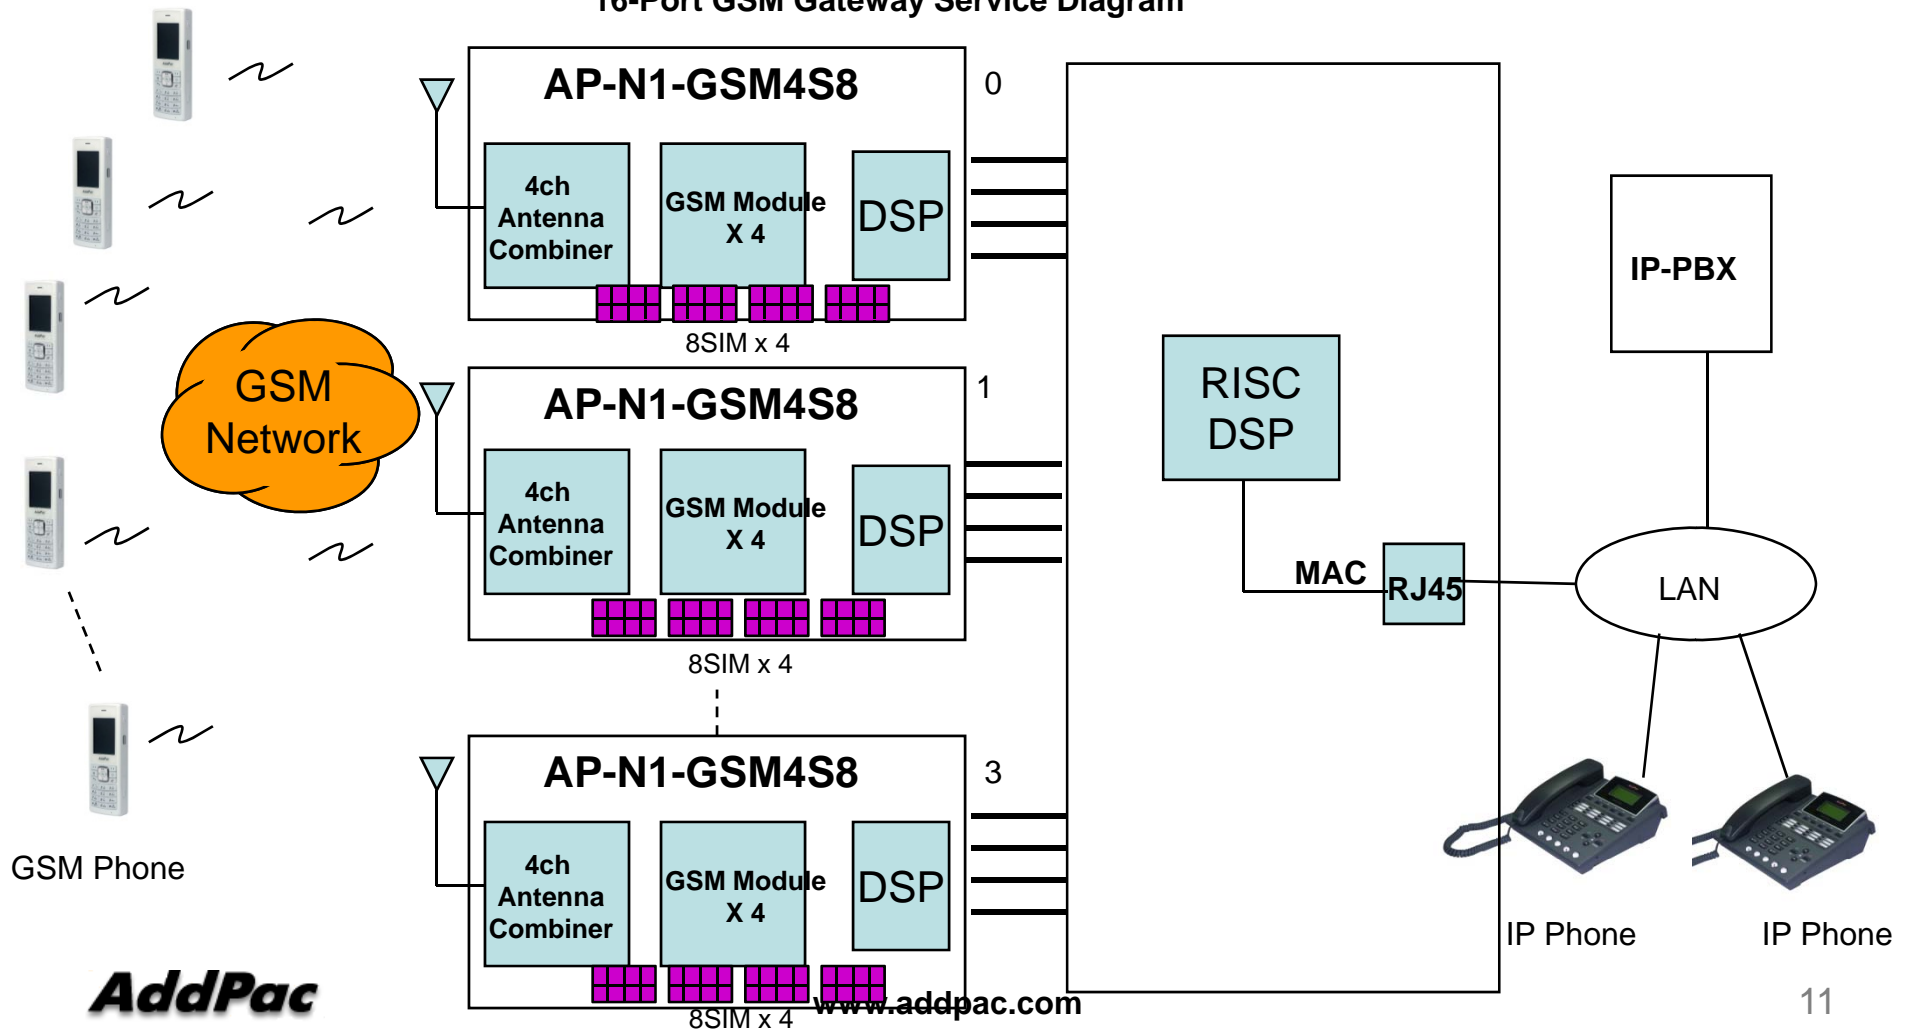 16-Port GSM Gateway Service Diagram
AP-N1-GSM4S8
0
4ch
Antenna
Combiner
GSM Module
X 4
DSP
8SIM x 4
AP-N1-GSM4S8
1
4ch
Antenna
Combiner
GSM Module
X 4
DSP
8SIM x 4
AP-N1-GSM4S8
3
4ch
Antenna
Combiner
GSM Module
X 4
DSP
8SIM x 4
GSM
Network
GSM Phone
RISC
DSP
MAC
RJ45
IP-PBX
LAN
IP Phone
IP Phone
AddPac
www.addpac.com
11